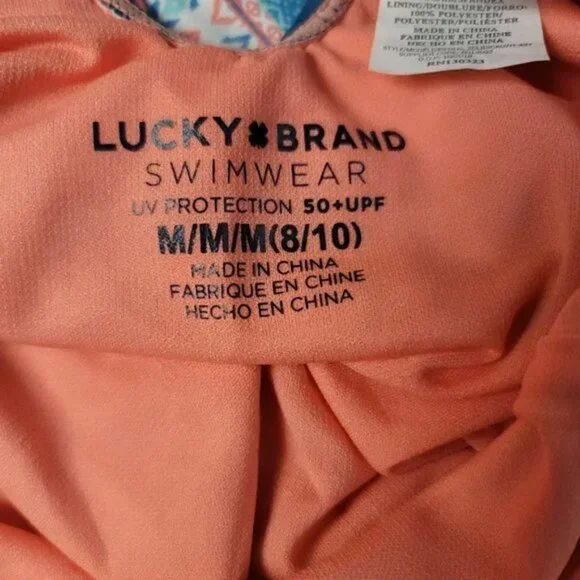 LINING/DOUBLURE/FORRO:
100% POLYESTER/
POLYESTER/POLIÉSTER
MADE IN CHINA
FABRIQUE EN CHINE
HECHO EN CHINA
RN130323
LUCKY BRAND
SWIMWEAR
UV PROTECTION 50+UPF
M/M/M(8/10)
MADE IN CHINA
FABRIQUE EN CHINE
HECHO EN CHINA